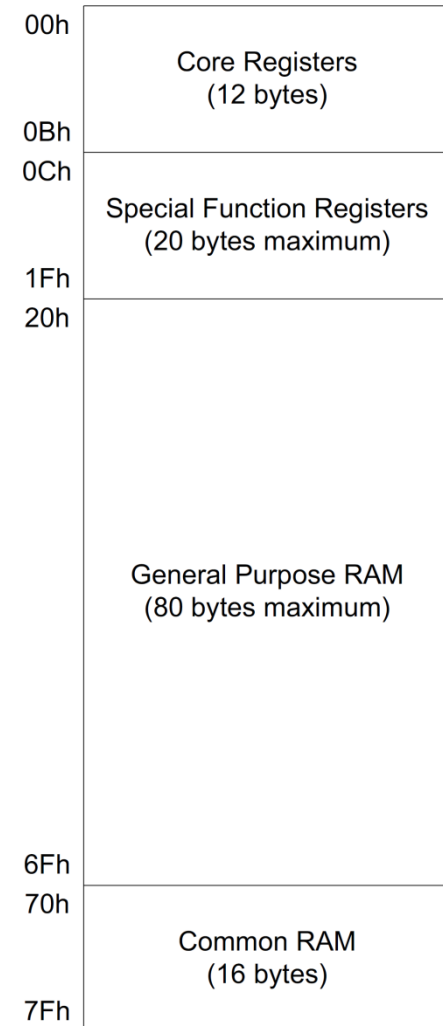 00h
Core Registers
(12 bytes)
0Bh
0Ch
Special Function Registers
(20 bytes maximum)
1Fh
20h
General Purpose RAM
(80 bytes maximum)
6Fh
70h
Common RAM
(16 bytes)
7Fh